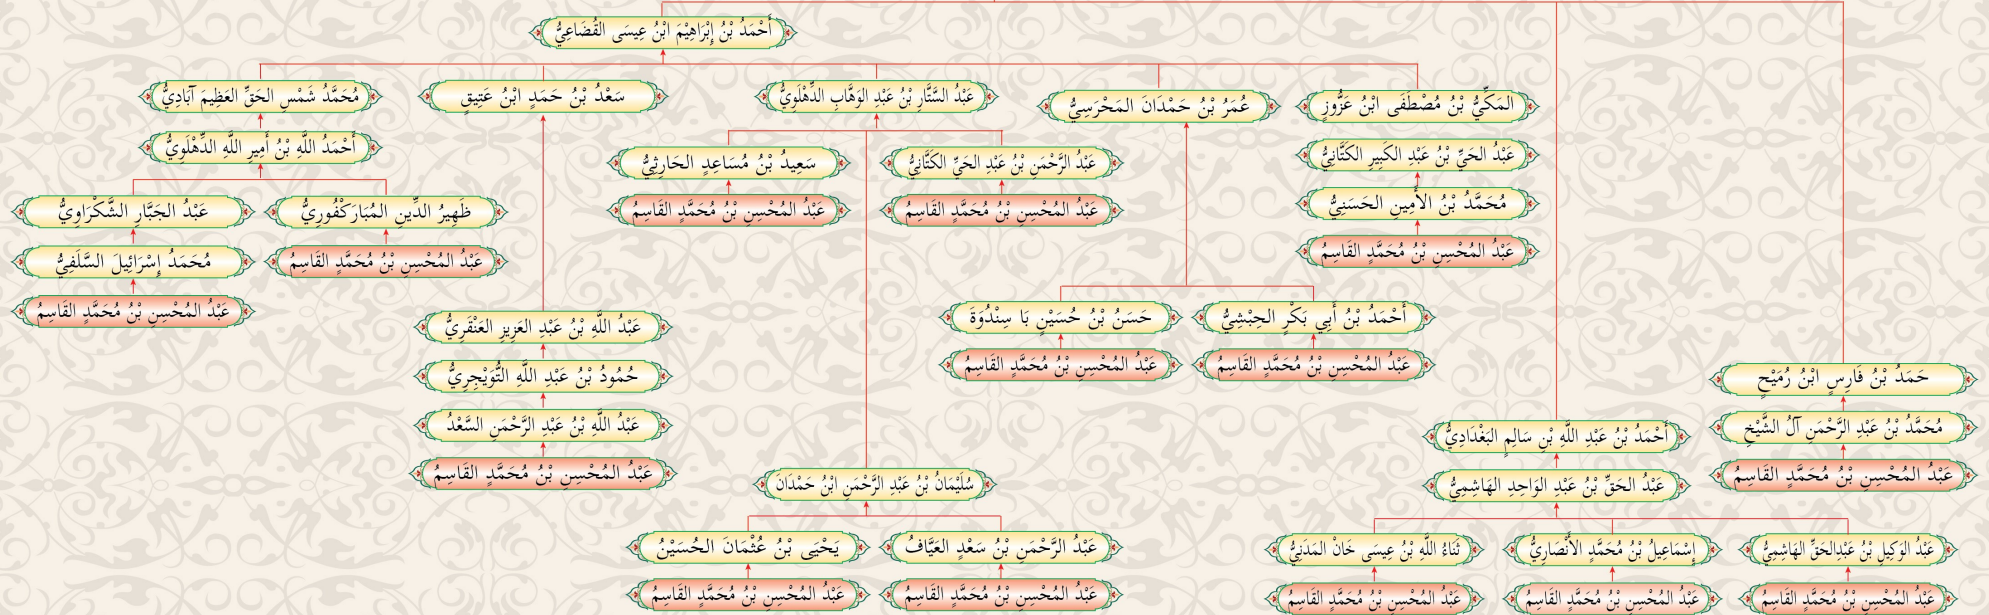 أَحْمَدُ بْنُ إِبْرَاهِيْمَ ابْنُ عِيسَى القُضَاعِيُّ
المَكِّيُّ بْنُ مُصْطَفَى ابْنُ عَزُّوزٍ
عُمَرُ بْنُ حَمْدَانَ المَحْرَسِيُّ
عَبْدُ السَّتَّارِ بْنُ عَبْدِ الوَهَّابِ الدِّهْلَوِيُّ
سَعْدُ بْنُ حَمَدٍ ابْنُ عَتِيقٍ
مُحَمَّدُ شَمْسِ الحَقِّ العَظِيمَ آبَادِيُّ
عَبْدُ الحَيِّ بْنُ عَبْدِ الكَبِيرِ الكَتَّانِيُّ
عَبْدُ الرَّحْمَنِ بْنُ عَبْدِ الحَيِّ الكَتَّانِيُّ
سَعِيدُ بْنُ مُسَاعِدٍ الحَارِثِيُّ
أَحْمَدُ اللَّهِ بْنُ أَمِيرِ اللَّهِ الدِّهْلَوِيُّ
مُحَمَّدُ بْنُ الأَمِينِ الحَسَنِيُّ
عَبْدُ المُحْسِنِ بْنُ مُحَمَّدٍ القَاسِمُ
عَبْدُ المُحْسِنِ بْنُ مُحَمَّدٍ القَاسِمُ
ظَهِيرُ الدِّينِ المُبَارَكْفُورِيُّ
عَبْدُ الجَبَّارِ الشَّكْرَاوِيُّ
عَبْدُ المُحْسِنِ بْنُ مُحَمَّدٍ القَاسِمُ
عَبْدُ المُحْسِنِ بْنُ مُحَمَّدٍ القَاسِمُ
مُحَمَدُ إِسْرَائِيلَ السَّلَفِيُّ
أَحْمَدُ بْنُ أَبِي بَكْرٍ الحِبْشِيُّ
حَسَنُ بْنُ حُسَيْنٍ بَا سِنْدُوَةَ
عَبْدُ اللَّهِ بْنُ عَبْدِ العَزِيزِ العَنْقَرِيُّ
عَبْدُ المُحْسِنِ بْنُ مُحَمَّدٍ القَاسِمُ
عَبْدُ المُحْسِنِ بْنُ مُحَمَّدٍ القَاسِمُ
عَبْدُ المُحْسِنِ بْنُ مُحَمَّدٍ القَاسِمُ
حَمَدُ بْنُ فَارِسٍ ابْنُ رُمَيْحٍ
حُمُودُ بْنُ عَبْدِ اللَّهِ التُّوَيْجِرِيُّ
مُحَمَّدُ بْنُ عَبْدِ الرَّحْمَنِ آلُ الشَّيْخِ
أَحْمَدُ بْنُ عَبْدِ اللَّهِ بْنِ سَالِمٍ البَغْدَادِيُّ
عَبْدُ اللَّهِ بْنُ عَبْدِ الرَّحْمَنِ السَّعْدُ
عَبْدُ المُحْسِنِ بْنُ مُحَمَّدٍ القَاسِمُ
عَبْدُ الحَقِّ بْنُ عَبْدِ الوَاحِدِ الهَاشِمِيُّ
سُلَيْمَانُ بْنُ عَبْدِ الرَّحْمَنِ ابْنُ حَمْدَانَ
عَبْدُ المُحْسِنِ بْنُ مُحَمَّدٍ القَاسِمُ
عَبْدُ الوَكِيلِ بْنُ عَبْدِالحَقِّ الهَاشِمِيُّ
إِسْمَاعِيلُ بْنُ مُحَمَّدٍ الأَنْصَارِيُّ
ثَنَاءُ اللَّهِ بْنُ عِيسَى خَانْ المَدَنِيُّ
عَبْدُ الرَّحْمَنِ بْنُ سَعْدٍ العَيَّافُ
يَحْيَى بْنُ عُثْمَانَ الحُسَيْنُ
عَبْدُ المُحْسِنِ بْنُ مُحَمَّدٍ القَاسِمُ
عَبْدُ المُحْسِنِ بْنُ مُحَمَّدٍ القَاسِمُ
عَبْدُ المُحْسِنِ بْنُ مُحَمَّدٍ القَاسِمُ
عَبْدُ المُحْسِنِ بْنُ مُحَمَّدٍ القَاسِمُ
عَبْدُ المُحْسِنِ بْنُ مُحَمَّدٍ القَاسِمُ